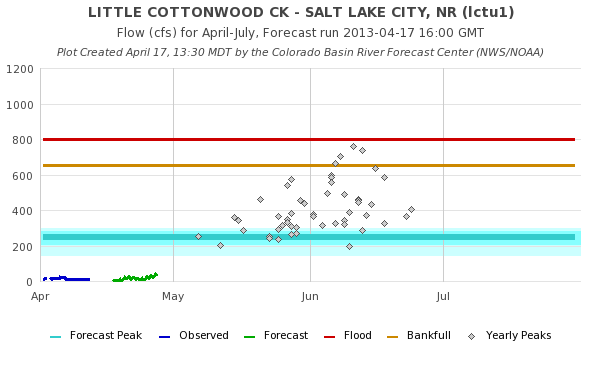 LITTLE COTTONWOOD CK - SALT LAKE CITY, NR (lctu1)
Flow (cfs) for April-July, Forecast run 2013-04-17 16:00 GMT
Plot Created April 17, 13:30 MDT by the Colorado Basin River Forecast Center (NWS/NOAA)
1200
1000
800
600
400
200
0
Apr May Jun Jul
Forecast Peak Observed Forecast Flood Bankfull Yearly Peaks